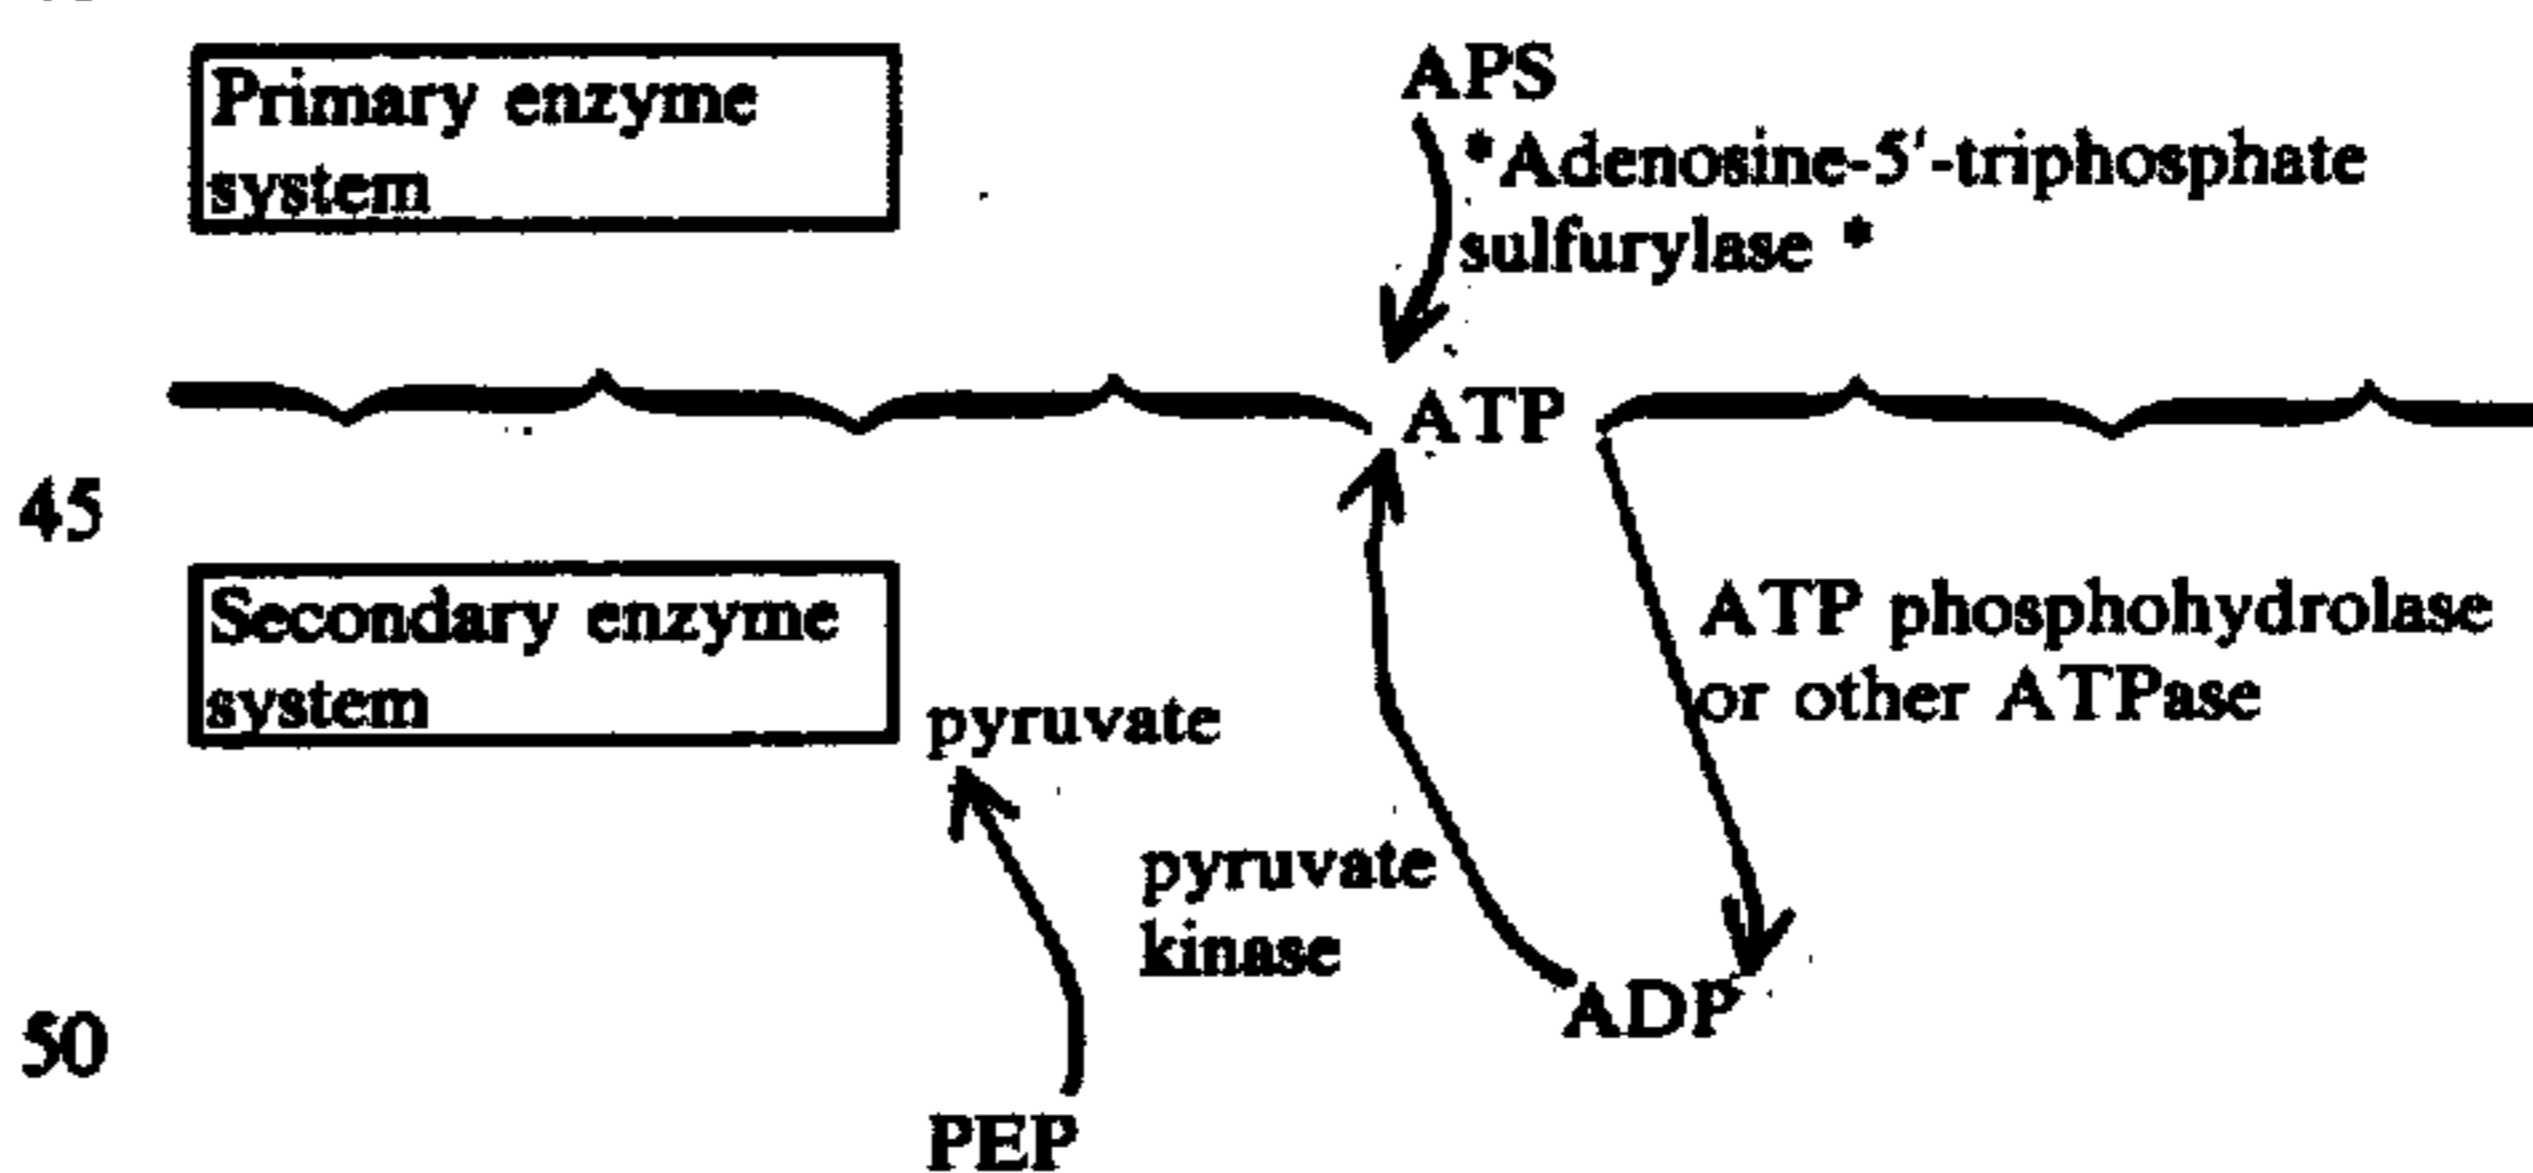 Primary enzyme
system
APS
*Adenosine-5'-triphosphate
sulfurylase *
ATP
45
Secondary enzyme
system
ATP phosphohydrolase
or other ATPase
pyruvate
pyruvate
kinase
ADP
50
PEP